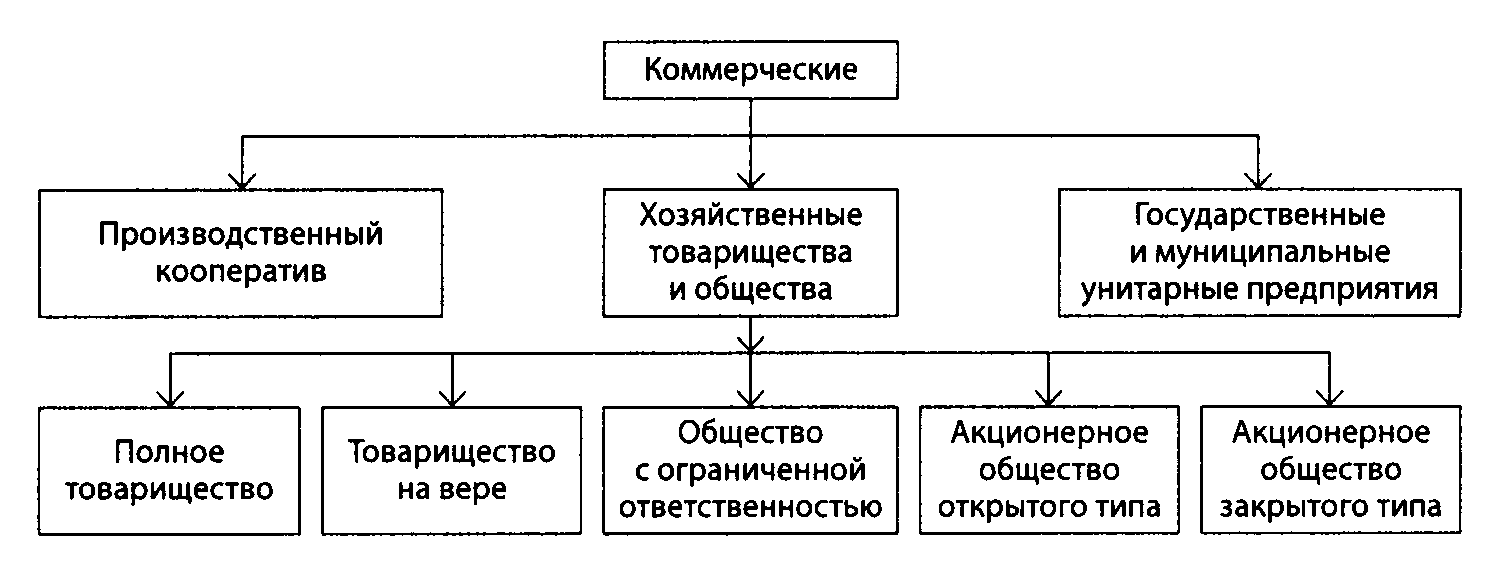 Коммерческие
Производственный
кооператив
Хозяйственные
товарищества
и общества
Государственные
и муниципальные
унитарные предприятия
Полное
товарищество
Товарищество
на вере
Общество
с ограниченной
ответственностью
Акционерное
общество
открытого типа
Акционерное
общество
закрытого типа